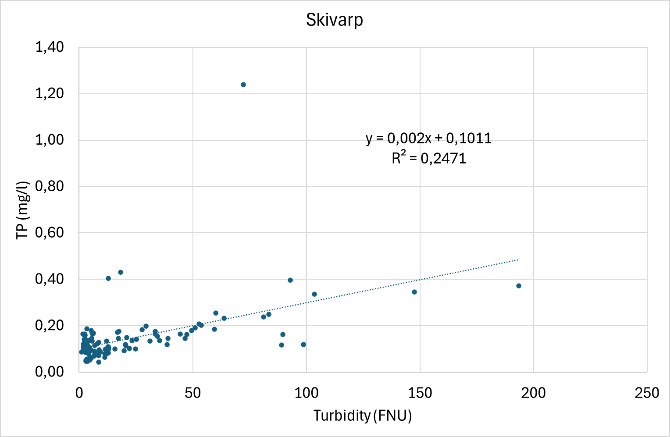 Skivarp
1,40
1,20
1,00
0,80
0,60
0,40
0,20
0,00
TP (mg/l)
y = 0,002x + 0,1011
R² = 0,2471
0 50 100 150 200 250
Turbidity (FNU)